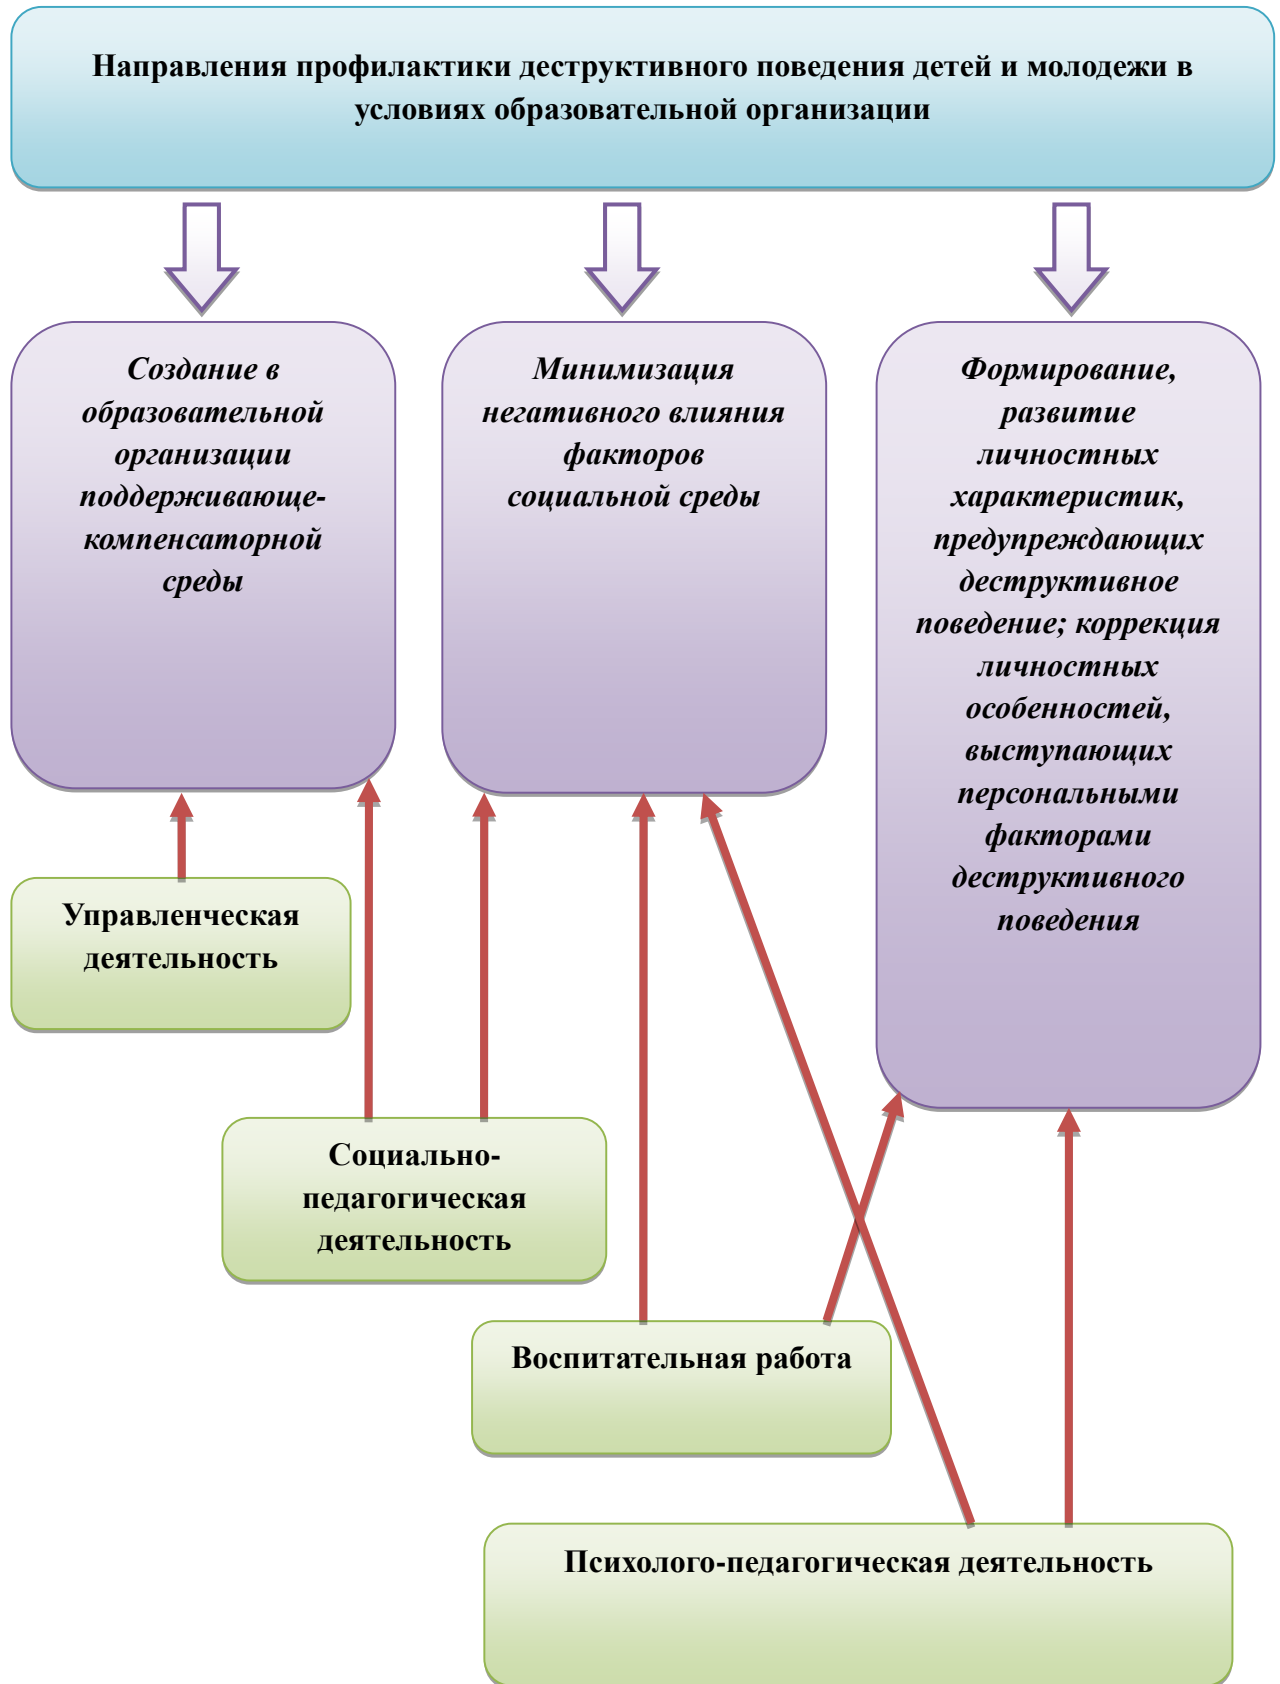 Направления профилактики деструктивного поведения детей и молодежи в
условиях образовательной организации
Создание в
образовательной
организации
поддерживающе-
компенсаторной
среды
Минимизация
негативного влияния
факторов
социальной среды
Формирование,
развитие
личностных
характеристик,
предупреждающих
деструктивное
поведение; коррекция
личностных
особенностей,
выступающих
персональными
факторами
деструктивного
поведения
Управленческая
деятельность
Социально-
педагогическая
деятельность
Воспитательная работа
Психолого-педагогическая деятельность